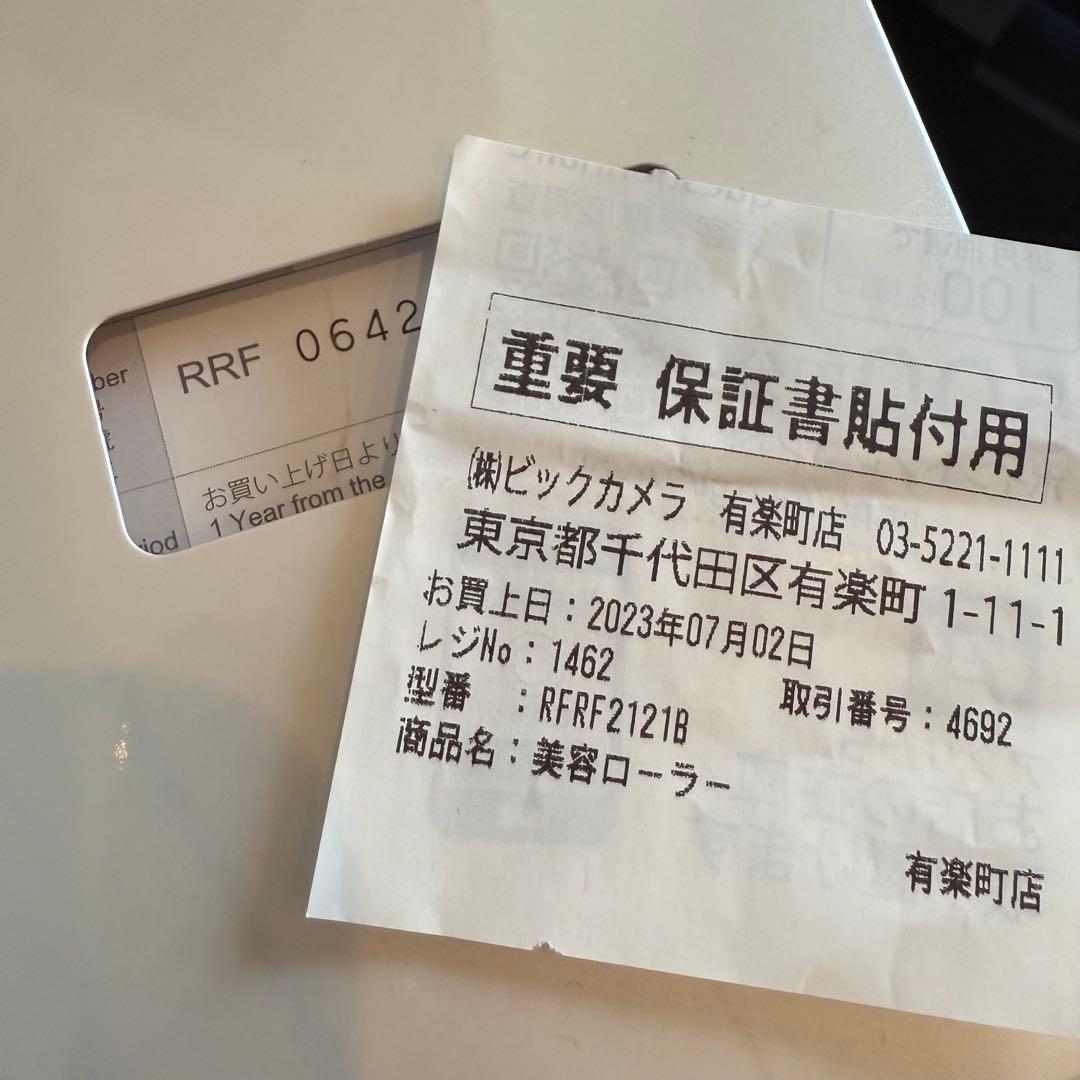 ber
RRF 0642
お買い上げ日より
1 Year from the
iod
重要 保証書貼付用
㈱ビックカメラ 有楽町店 03-5221-1111
東京都千代田区有楽町 1-11-1
お買上日：2023年07月02日
レジNo：1462 取引番号：4692
型番 ：RFRF2121B
商品名：美容ローラー
有楽町店